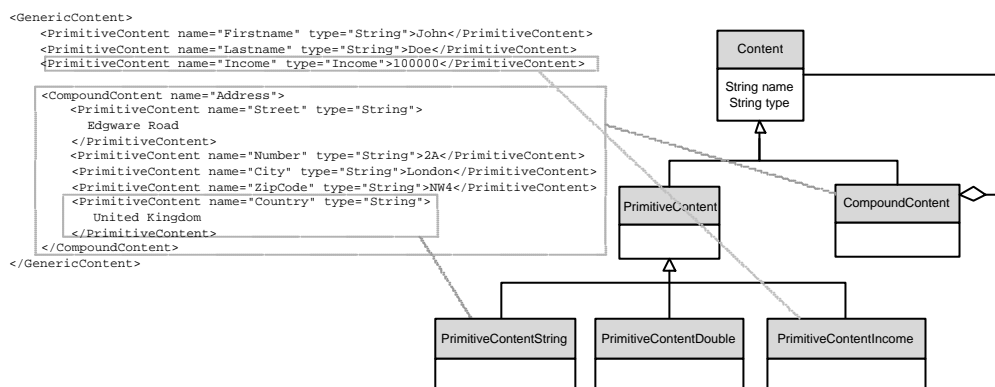 <GenericContent>
<PrimitiveContent name="Firstname" type="String">John</PrimitiveContent>
<PrimitiveContent name="Lastname" type="String">Doe</PrimitiveContent>
<PrimitiveContent name="Income" type="Income">100000</PrimitiveContent>
<CompoundContent name="Address">
<PrimitiveContent name="Street" type="String">
Edgware Road
</PrimitiveContent>
<PrimitiveContent name="Number" type="String">2A</PrimitiveContent>
<PrimitiveContent name="City" type="String">London</PrimitiveContent>
<PrimitiveContent name="ZipCode" type="String">NW4</PrimitiveContent>
<PrimitiveContent name="Country" type="String">
United Kingdom
</PrimitiveContent>
</CompoundContent>
</GenericContent>
Content
String name
String type
PrimitiveContent
CompoundContent
PrimitiveContentString
PrimitiveContentDouble
PrimitiveContentIncome